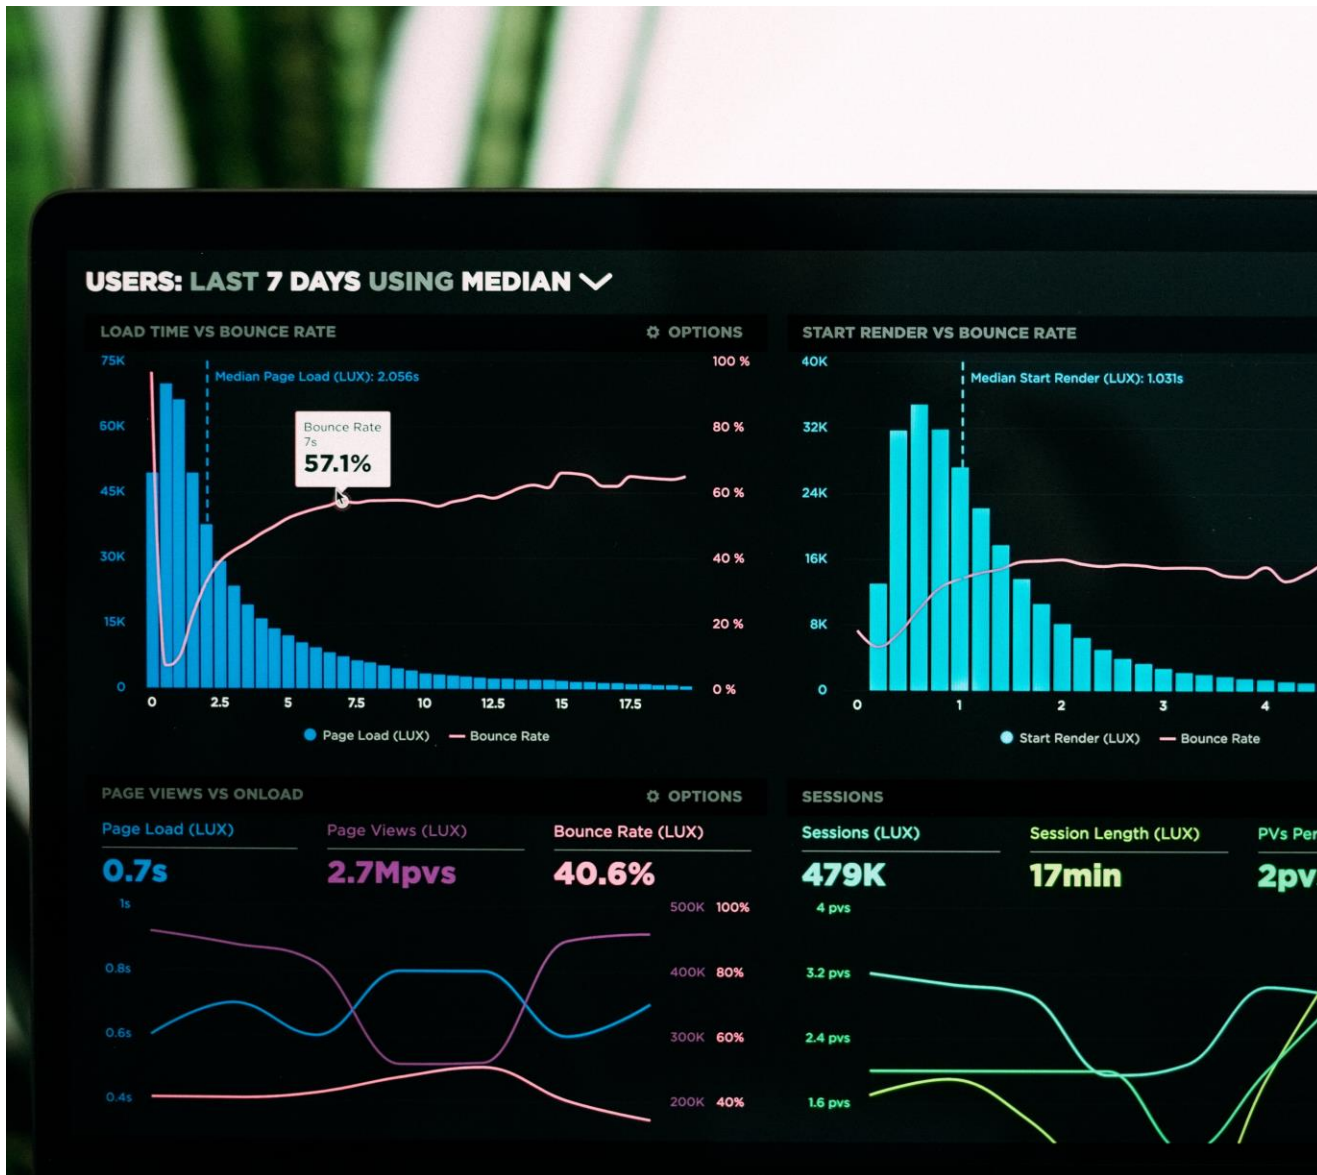 USERS: LAST 7 DAYS USING MEDIAN
LOAD TIME VS BOUNCE RATE
OPTIONS
75K
60K
45K
30K
15K
0
Median Page Load (LUX): 2.056s
Bounce Rate
7s
57.1%
100 %
80 %
60 %
40 %
20 %
0 %
0 2.5 5 7.5 10 12.5 15 17.5
Page Load (LUX) Bounce Rate
START RENDER VS BOUNCE RATE
40K
32K
24K
16K
8K
0
Median Start Render (LUX): 1.031s
0 1 2 3 4
Start Render (LUX) Bounce Rate
PAGE VIEWS VS ONLOAD
OPTIONS
Page Load (LUX) Page Views (LUX) Bounce Rate (LUX)
0.7s 2.7Mpvs 40.6%
1s
0.8s
0.6s
0.4s
500K 100%
400K 80%
300K 60%
200K 40%
SESSIONS
Sessions (LUX) Session Length (LUX) PVs Per
479K 17min 2pv
4 pvs
3.2 pvs
2.4 pvs
1.6 pvs